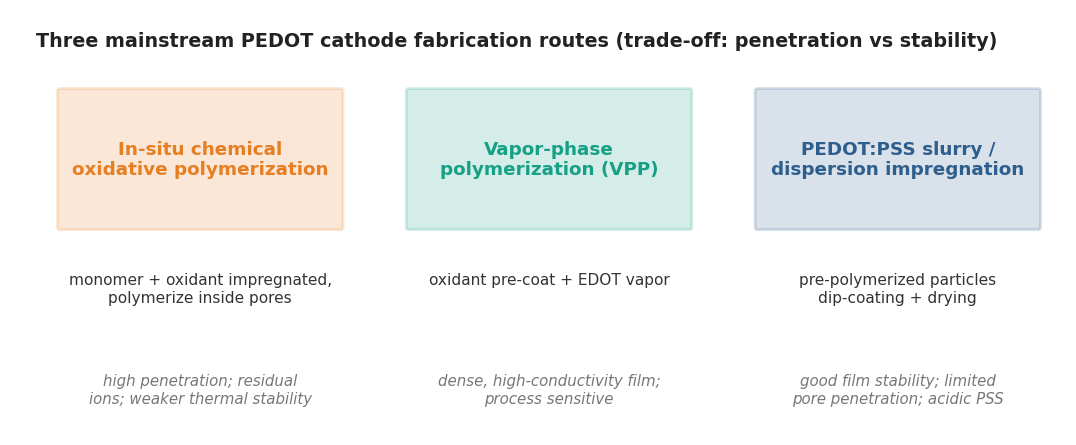 Three mainstream PEDOT cathode fabrication routes (trade-off: penetration vs stability)
In-situ chemical
oxidative polymerization
monomer + oxidant impregnated,
polymerize inside pores
high penetration; residual
ions; weaker thermal stability
Vapor-phase
polymerization (VPP)
oxidant pre-coat + EDOT vapor
dense, high-conductivity film;
process sensitive
PEDOT:PSS slurry /
dispersion impregnation
pre-polymerized particles
dip-coating + drying
good film stability; limited
pore penetration; acidic PSS